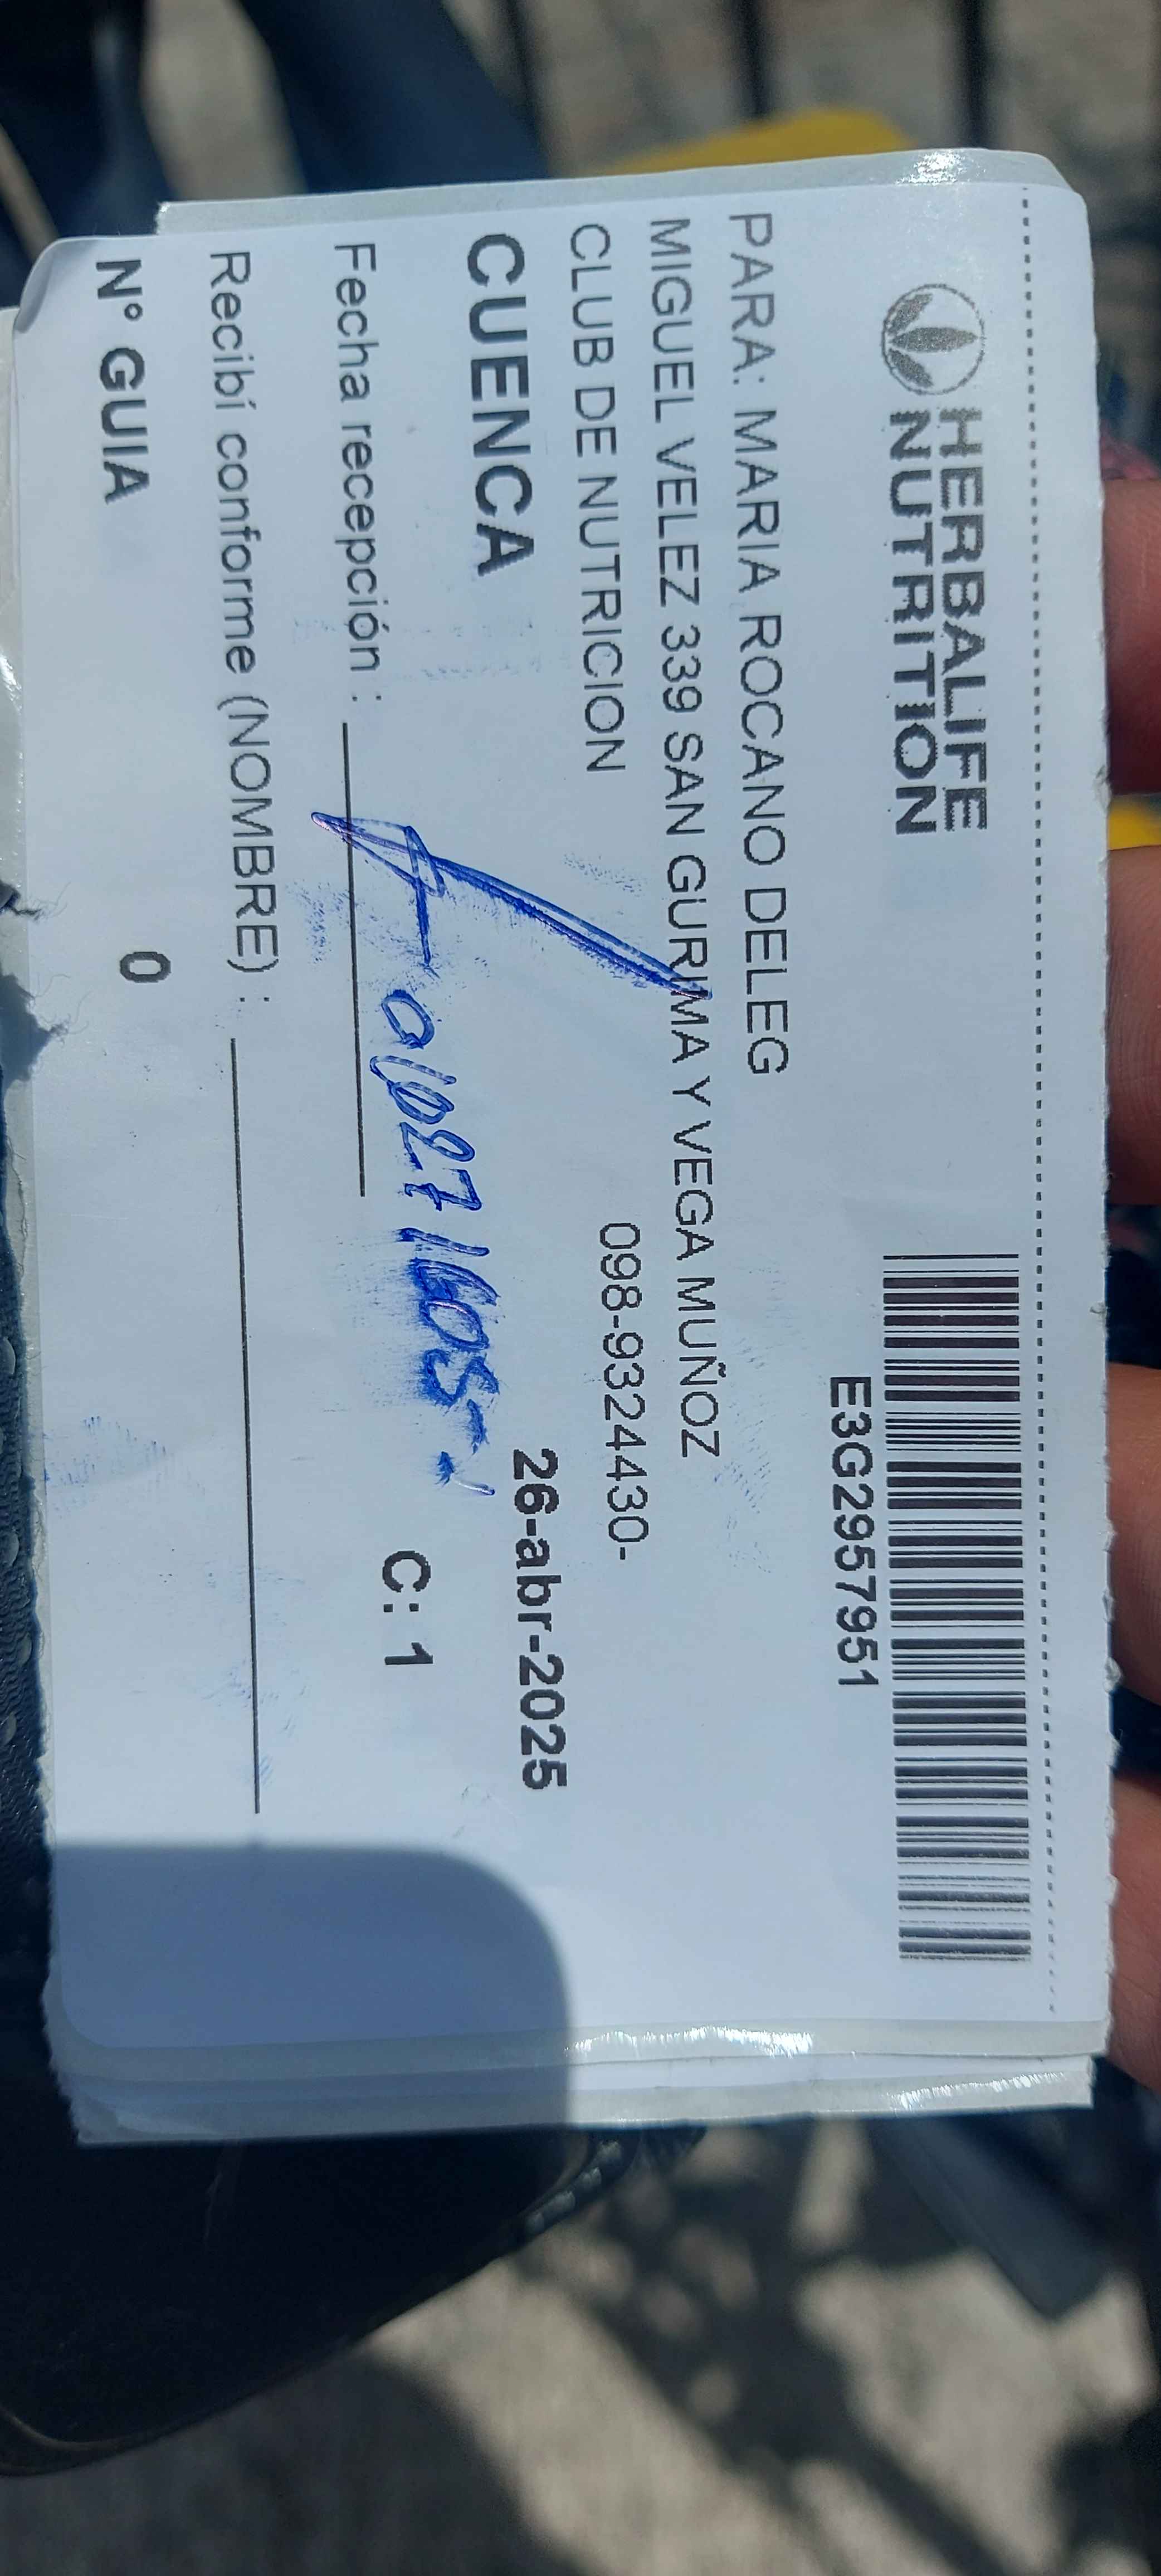 HERBALIFE
NUTRITION
E3G2957951
PARA: MARIA ROCANO DELEG
MIGUEL VELEZ 339 SAN GURIMA Y VEGA MUÑOZ
CLUB DE NUTRICION
098-9324430-
CUENCA
26-abr-2025
Fecha recepción :
C: 1
Recibí conforme (NOMBRE) :
N° GUIA
0